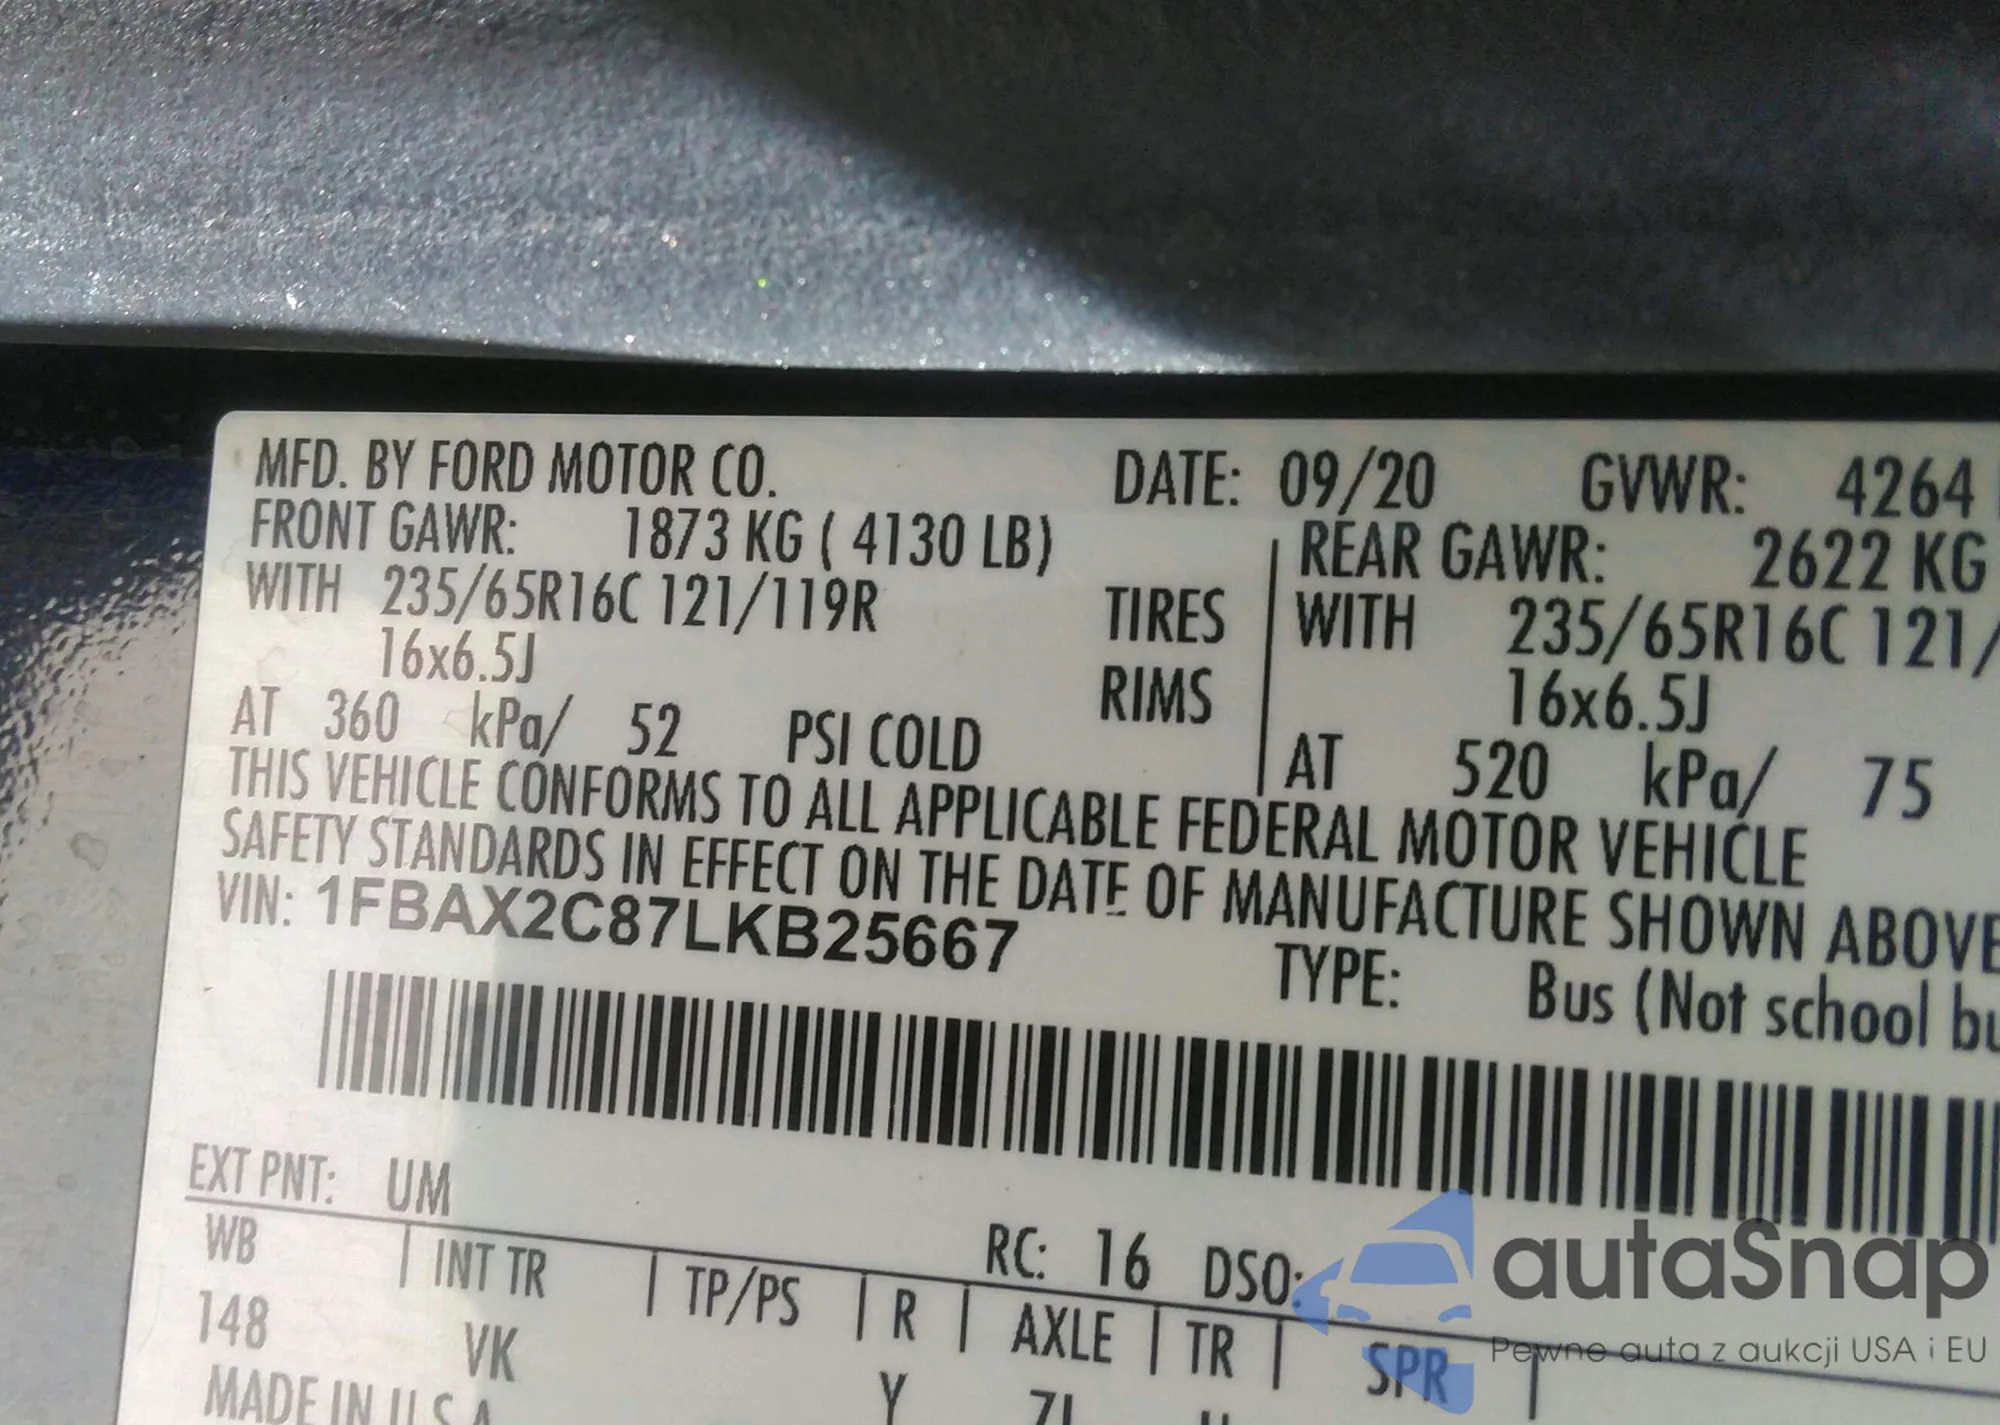 MFD. BY FORD MOTOR CO. DATE: 09/20 GVWR: 4264
FRONT GAWR: 1873 KG ( 4130 LB) REAR GAWR: 2622 KG
WITH 235/65R16C 121/119R TIRES WITH 235/65R16C 121/
16x6.5J RIMS 16x6.5J
AT 360 kPa/ 52 PSI COLD AT 520 kPa/ 75
THIS VEHICLE CONFORMS TO ALL APPLICABLE FEDERAL MOTOR VEHICLE
SAFETY STANDARDS IN EFFECT ON THE DATE OF MANUFACTURE SHOWN ABOVE
VIN: 1FBAX2C87LKB25667
TYPE: Bus (Not school bu
EXT PNT: UM RC: 16 DSO:
WB INT TR TP/PS R AXLE TR SPR
148 VK Y
MADE IN U.S.A
autaSnap
Pewne auta z aukcji USA i EU